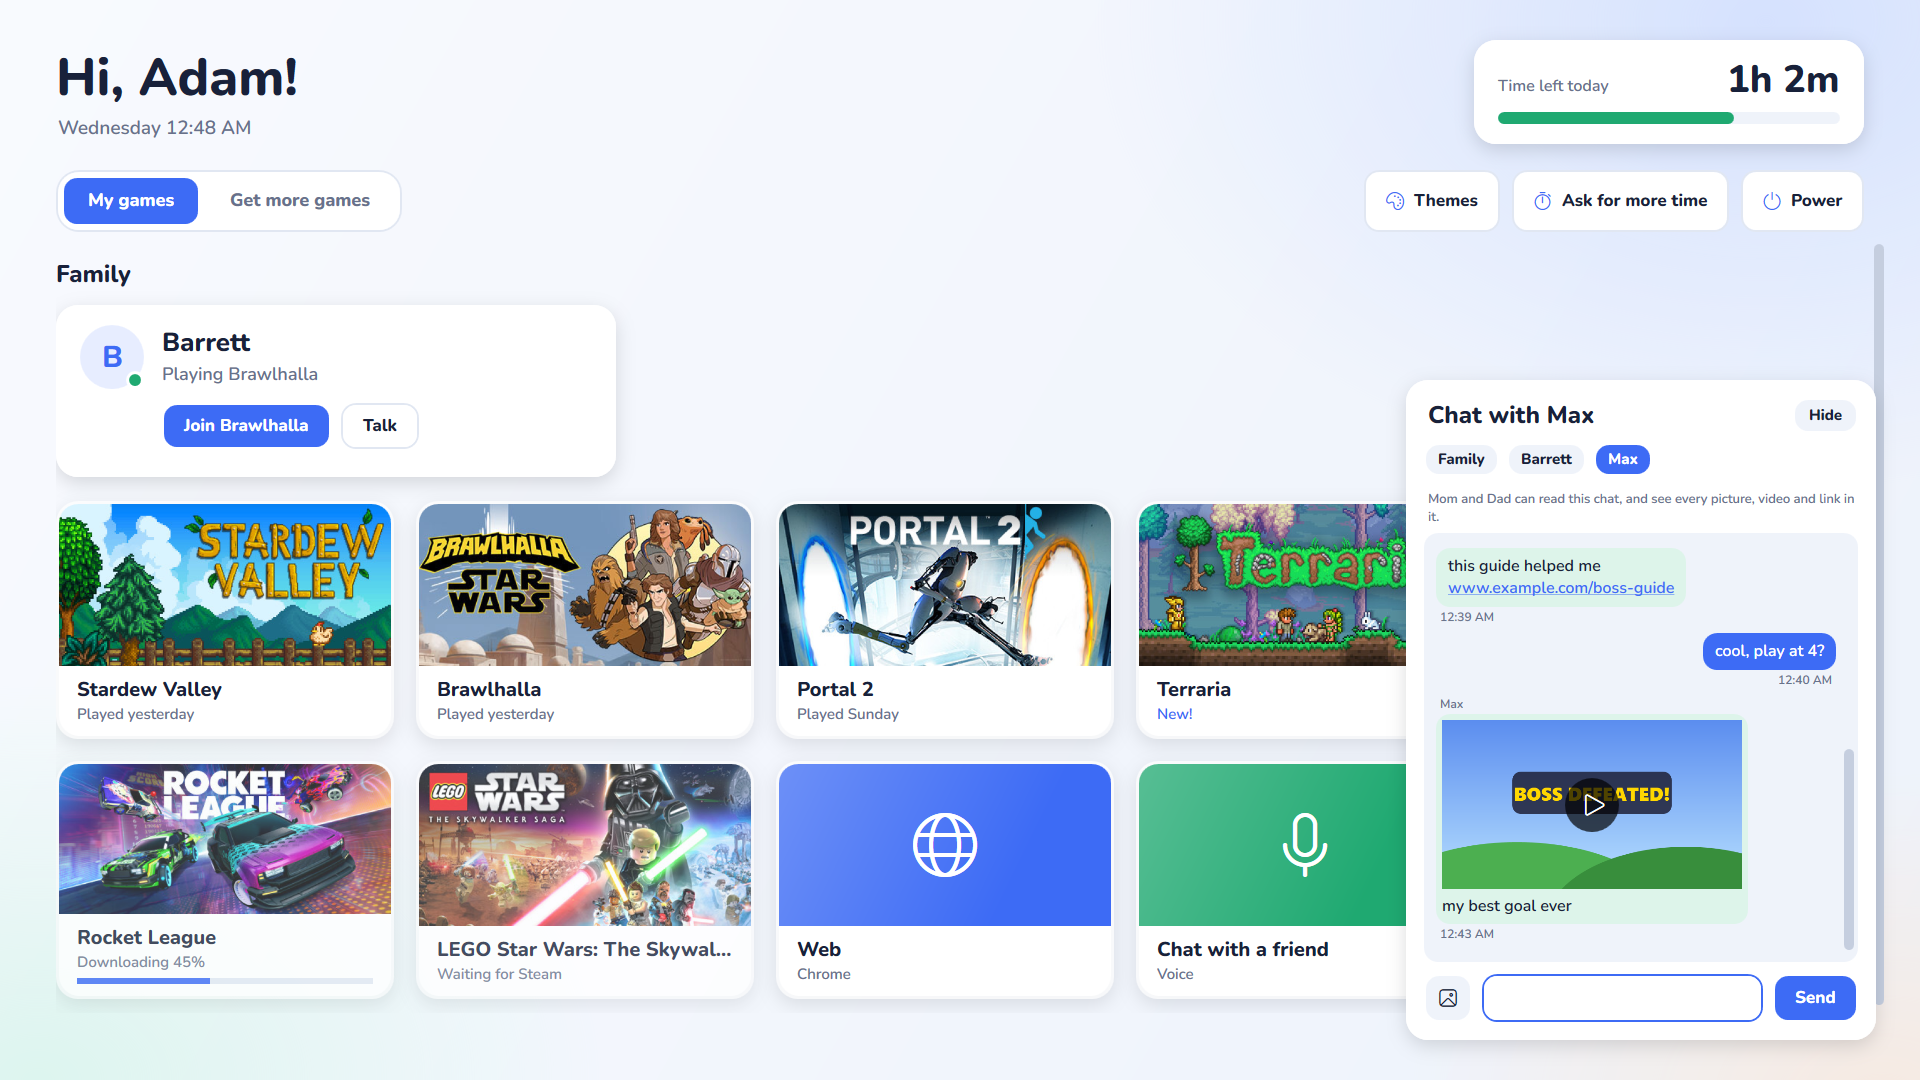 Hi, Adam!
Wednesday 12:48 AM
Time left today
1h 2m
My games
Get more games
Themes
Ask for more time
Power
Family
B
Barrett
Playing Brawlhalla
Join Brawlhalla
Talk
STARDEW
VALLEY
Stardew Valley
Played yesterday
BRAWLHALLA
STAR
WARS
Brawlhalla
Played yesterday
PORTAL 2
Portal 2
Played Sunday
Terrari
Terraria
New!
ROCKET
LEAGUE
Rocket League
Downloading 45%
LEGO
STAR
WARS
THE SKYWALKER SAGA
LEGO Star Wars: The Skywal...
Waiting for Steam
Web
Chrome
Chat with a friend
Voice
Chat with Max
Hide
Family
Barrett
Max
Mom and Dad can read this chat, and see every picture, video and link in
it.
this guide helped me
www.example.com/boss-guide
12:39 AM
cool, play at 4?
12:40 AM
Max
BOSS DEFEATED!
my best goal ever
12:43 AM
Send